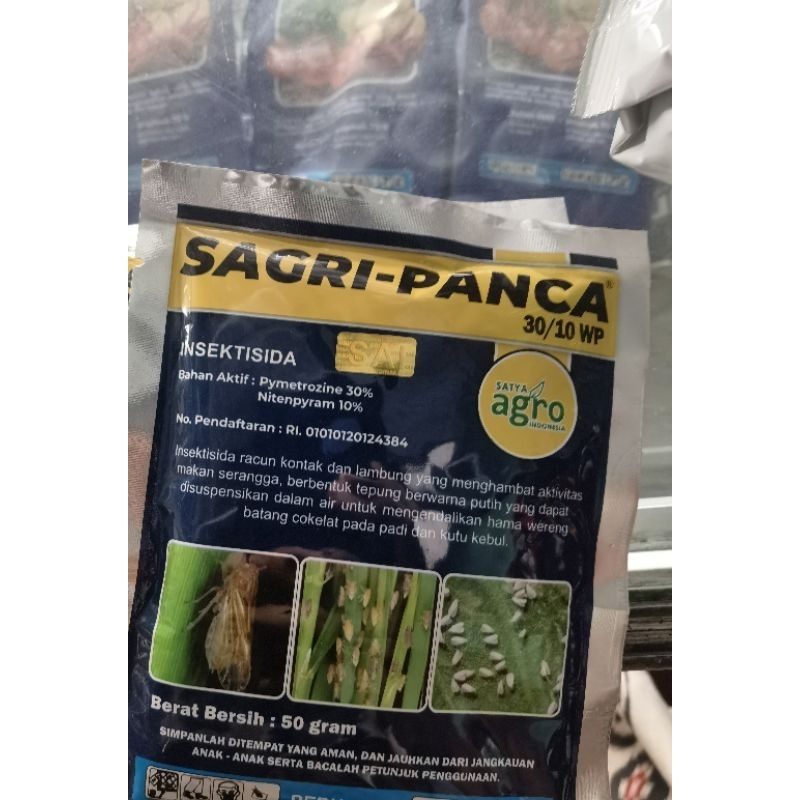 SAGRI-PANCA®
30/10 WP
INSEKTISIDA
Bahan Aktif : Pymetrozine 30%
Nitenpyram 10%
SATYA
agro
INDONESIA
No. Pendaftaran : RI. 01010120124384
Insektisida racun kontak dan lambung yang menghambat aktivitas
makan serangga, berbentuk tepung berwarna putih yang dapat
disuspensikan dalam air untuk mengendalikan hama wereng
batang cokelat pada padi dan kutu kebul.
Berat Bersih : 50 gram
SIMPANLAH DITEMPAT YANG AMAN, DAN JAUHKAN DARI JANGKAUAN
ANAK - ANAK SERTA BACALAH PETUNJUK PENGGUNAAN.